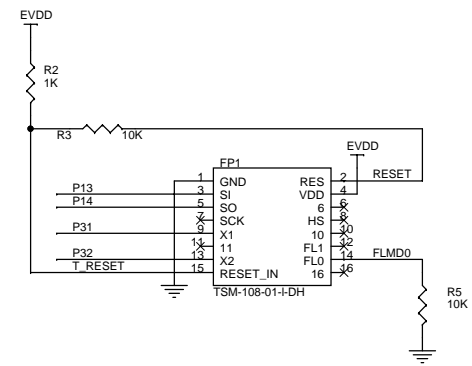 EVDD
R2
1K
R3
10K
EVDD
FP1
1 GND RES 2 RESET
P13 3 SI VDD 4
P14 5 SO 6 6
7 SCK HS 8
P31 9 X1 10 10
11 11 FL1 12
P32 13 X2 FL0 14 FLMD0
T_RESET 15 RESET_IN 16 16
TSM-108-01-I-DH
R5
10K